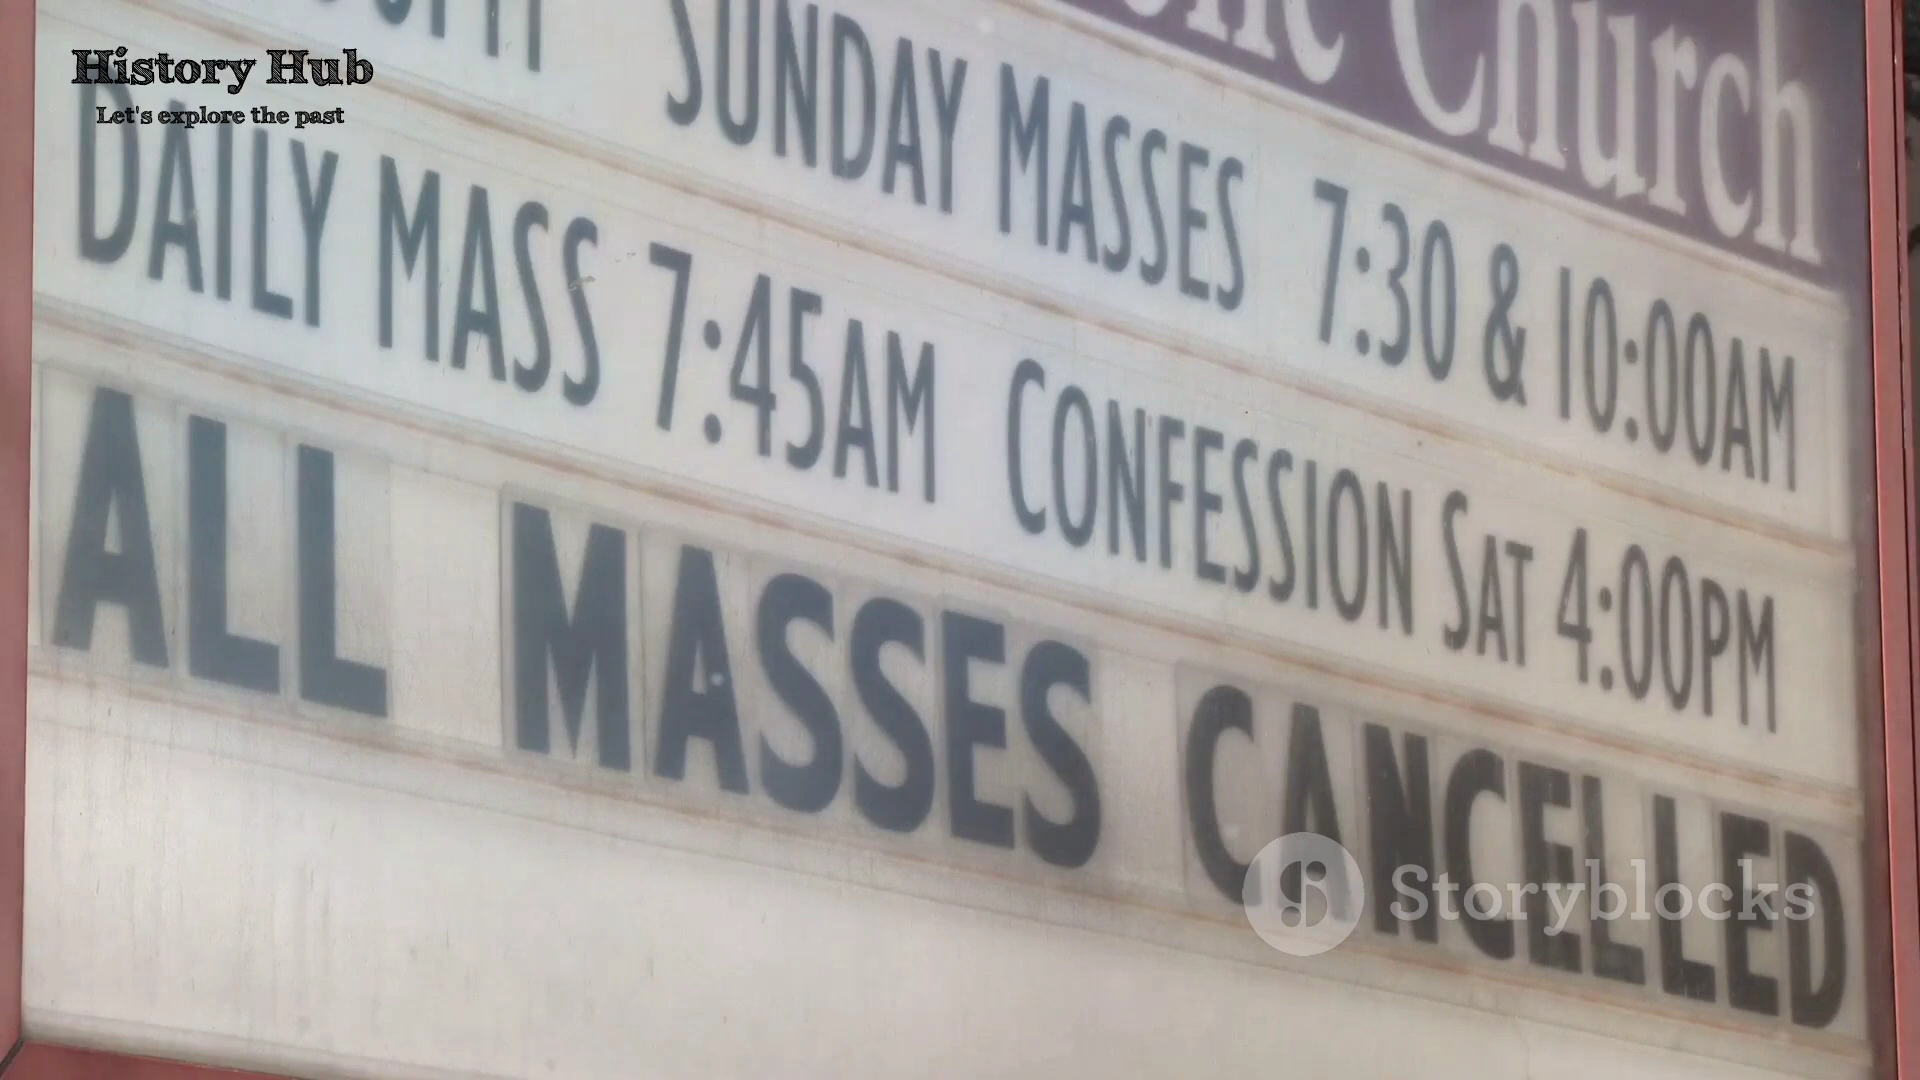 History Hub
Let's explore the past
Church
SUNDAY MASSES 7:30 & 10:00AM
DAILY MASS 7:45AM CONFESSION SAT 4:00PM
ALL MASSES CANCELLED
Storyblocks